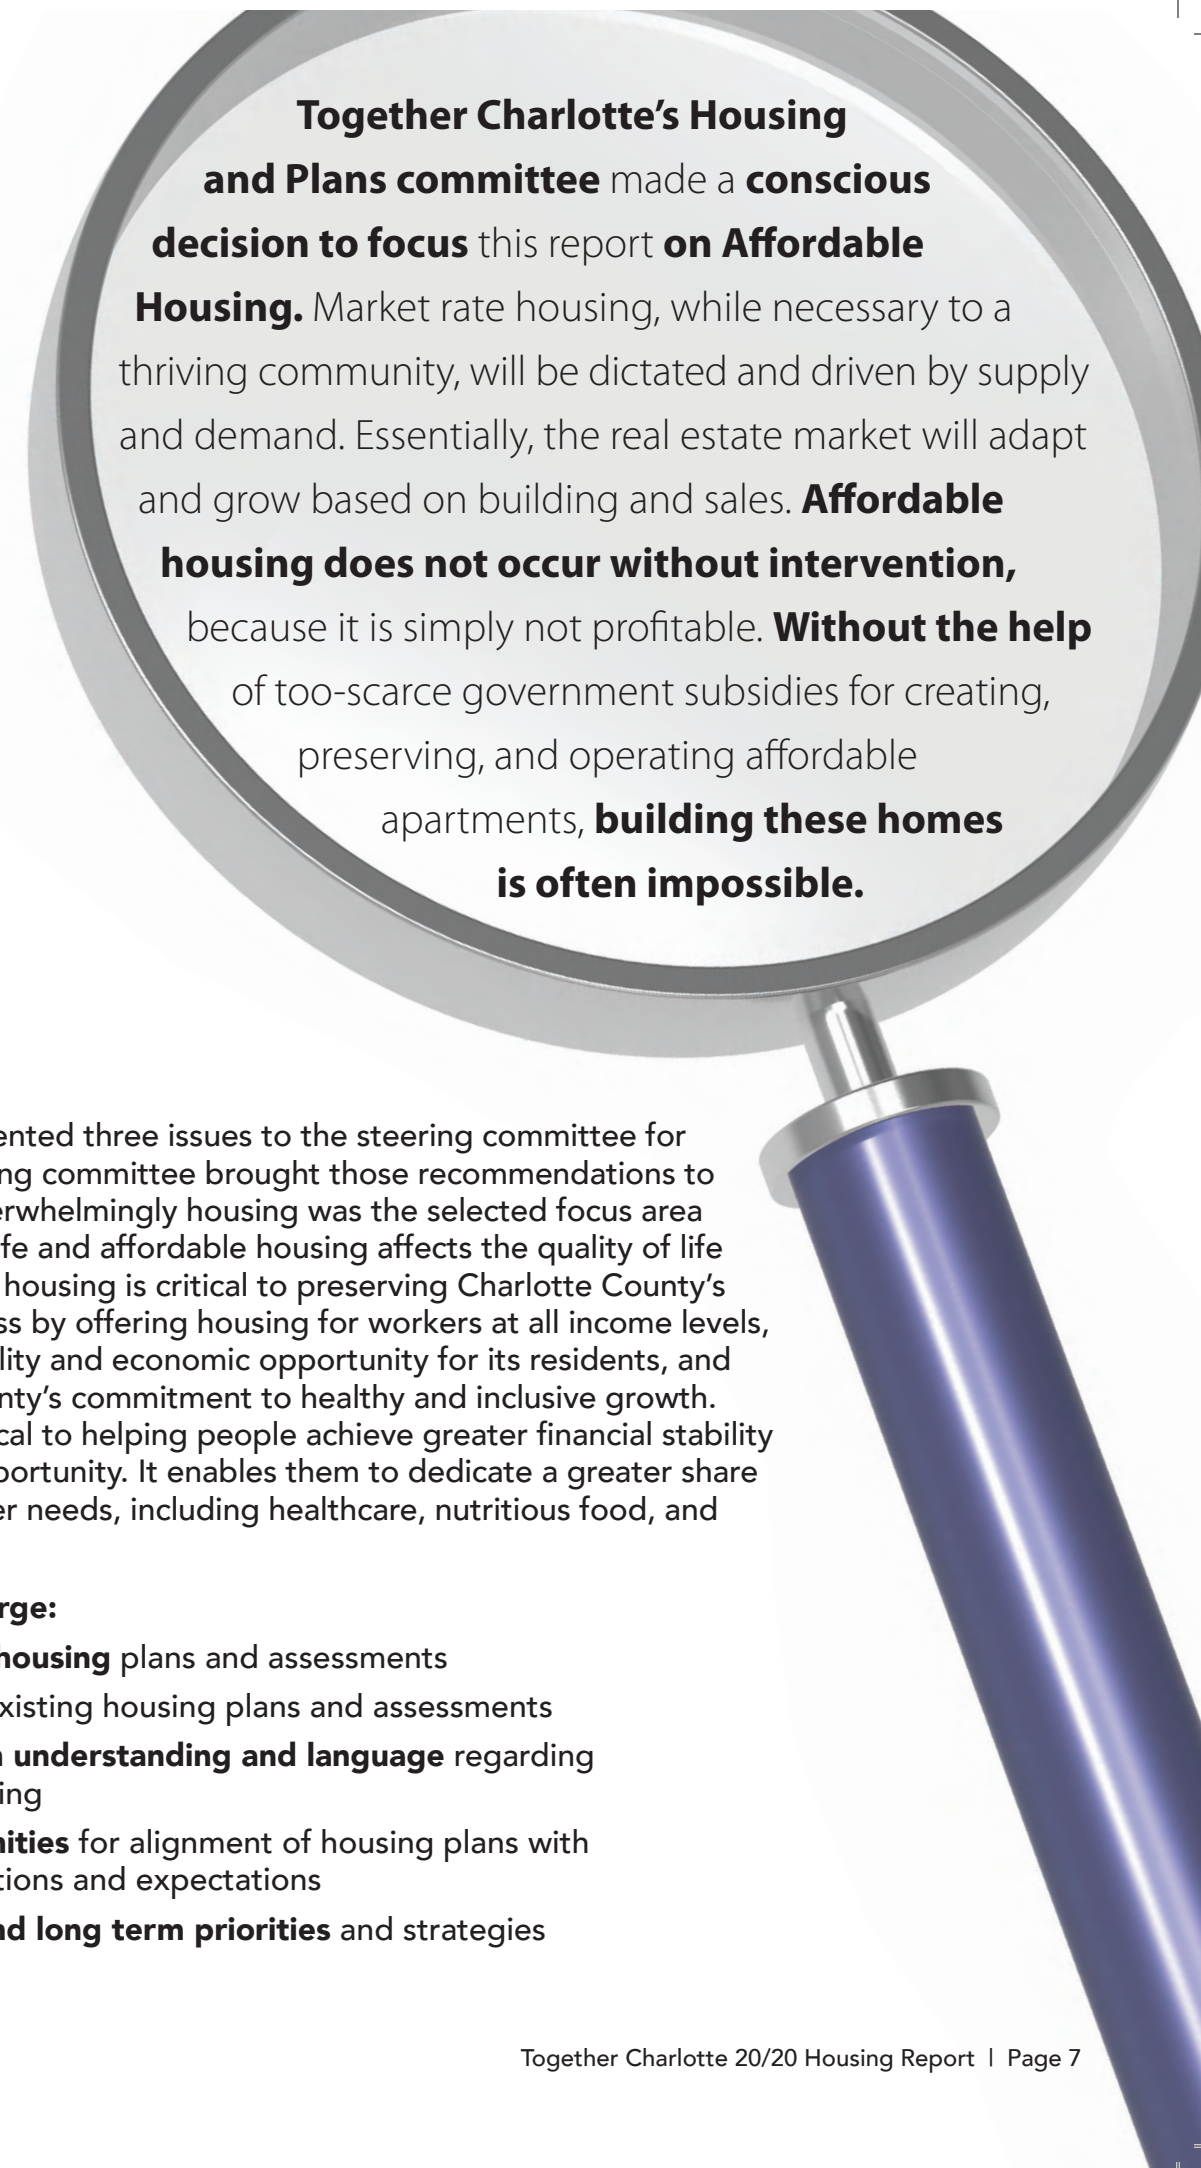 Together Charlotte's Housing
and Plans committee made a conscious
decision to focus this report on Affordable
Housing. Market rate housing, while necessary to a
thriving community, will be dictated and driven by supply
and demand. Essentially, the real estate market will adapt
and grow based on building and sales. Affordable
housing does not occur without intervention,
because it is simply not profitable. Without the help
of too-scarce government subsidies for creating,
preserving, and operating affordable
apartments, building these homes
is often impossible.
ented three issues to the steering committee for
ng committee brought those recommendations to
erwhelmingly housing was the selected focus area
fe and affordable housing affects the quality of life
housing is critical to preserving Charlotte County's
ss by offering housing for workers at all income levels,
lity and economic opportunity for its residents, and
nty's commitment to healthy and inclusive growth.
cal to helping people achieve greater financial stability
portunity. It enables them to dedicate a greater share
er needs, including healthcare, nutritious food, and
rge:
housing plans and assessments
xisting housing plans and assessments
understanding and language regarding
ing
nities for alignment of housing plans with
tions and expectations
nd long term priorities and strategies
Together Charlotte 20/20 Housing Report | Page 7